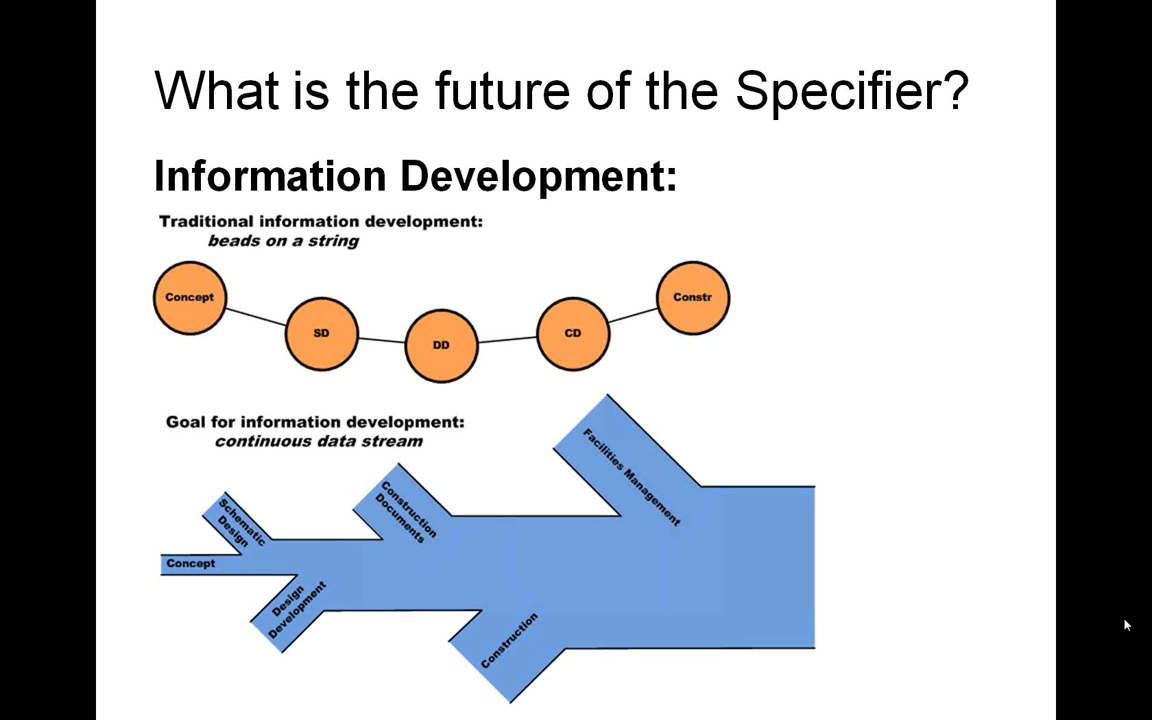 What is the future of the Specifier?
Information Development:
Traditional information development:
beads on a string
Concept
SD
DD
CD
Constr
Goal for information development:
continuous data stream
Concept
Schematic
Design
Design
Development
Construction
Documents
Construction
Facilities Management